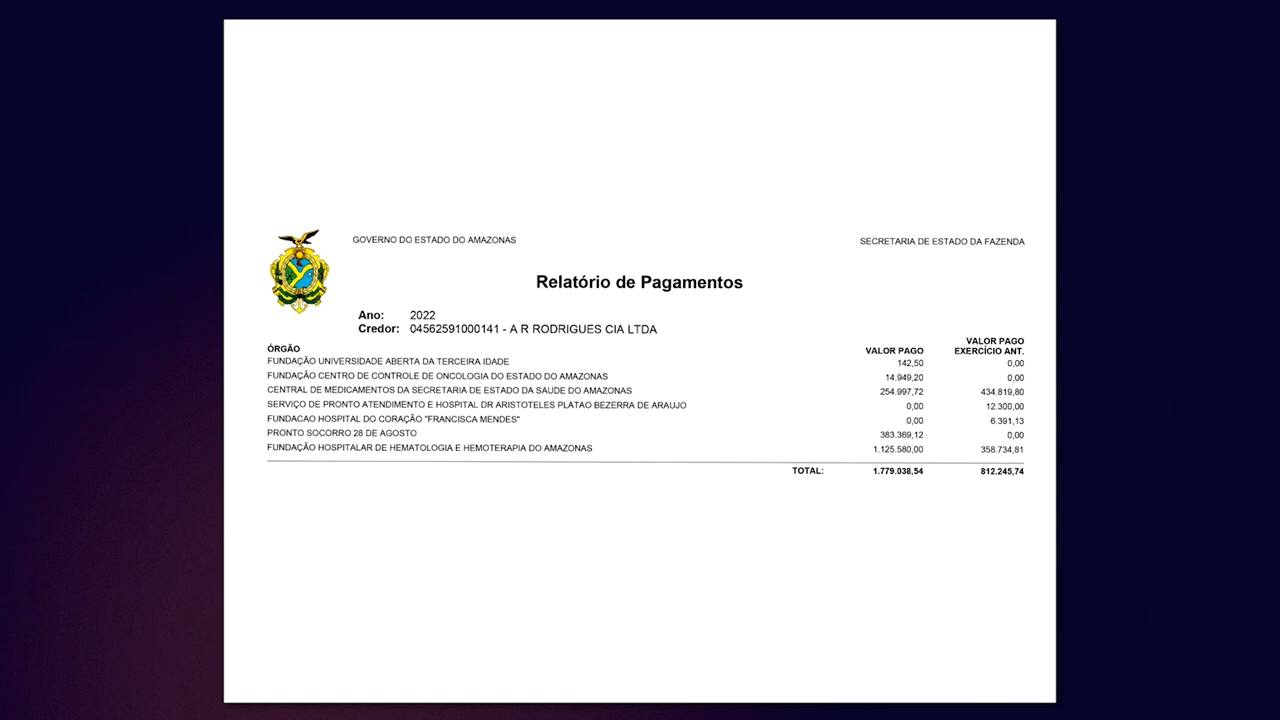 GOVERNO DO ESTADO DO AMAZONAS SECRETARIA DE ESTADO DA FAZENDA
Relatório de Pagamentos
Ano: 2022
Credor: 04562591000141 - A R RODRIGUES CIA LTDA
ÓRGÃO VALOR PAGO VALOR PAGO EXERCÍCIO ANT.
FUNDAÇÃO UNIVERSIDADE ABERTA DA TERCEIRA IDADE 142,50 0,00
FUNDAÇÃO CENTRO DE CONTROLE DE ONCOLOGIA DO ESTADO DO AMAZONAS 14.949,20 0,00
CENTRAL DE MEDICAMENTOS DA SECRETARIA DE ESTADO DA SAUDE DO AMAZONAS 254.997,72 434.819,80
SERVIÇO DE PRONTO ATENDIMENTO E HOSPITAL DR ARISTOTELES PLATAO BEZERRA DE ARAUJO 0,00 12.300,00
FUNDACAO HOSPITAL DO CORAÇÃO "FRANCISCA MENDES" 0,00 6.391,13
PRONTO SOCORRO 28 DE AGOSTO 383.369,12 0,00
FUNDAÇÃO HOSPITALAR DE HEMATOLOGIA E HEMOTERAPIA DO AMAZONAS 1.125.580,00 358.734,81
TOTAL: 1.779.038,54 812.245,74